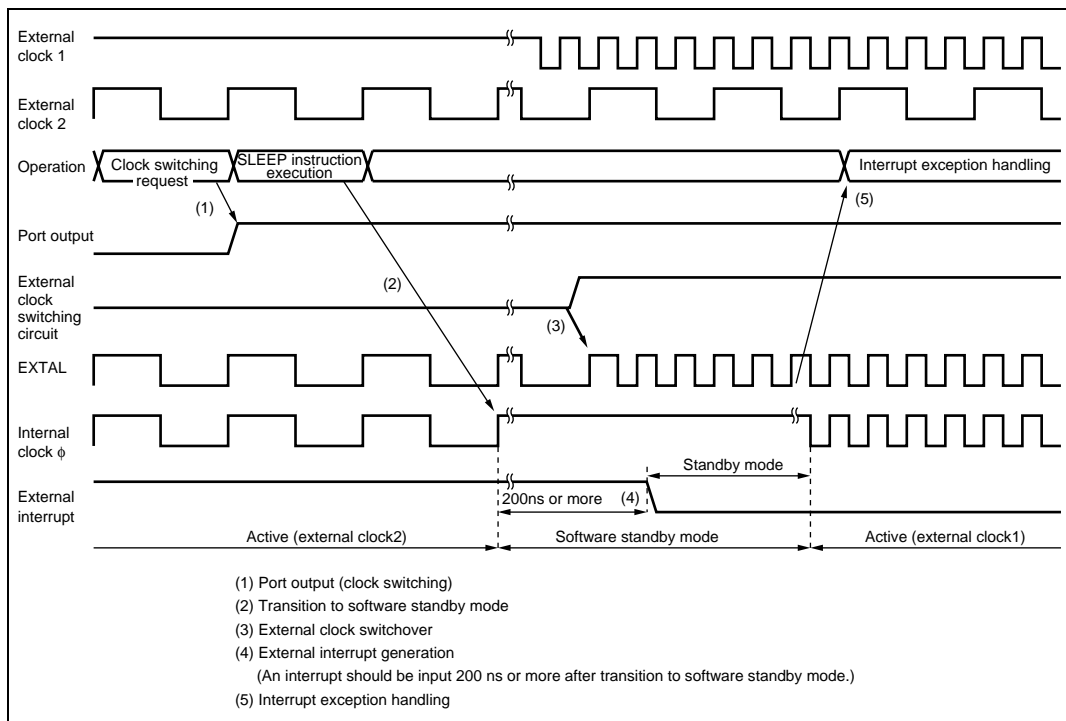 External
clock 1
External
clock 2
Operation
Clock switching
request
SLEEP instruction
execution
Interrupt exception handling
(1)
(5)
Port output
External
clock
switching
circuit
(2)
(3)
EXTAL
Internal
clock ϕ
Standby mode
External
interrupt
200ns or more
(4)
Active (external clock2)
Software standby mode
Active (external clock1)
(1) Port output (clock switching)
(2) Transition to software standby mode
(3) External clock switchover
(4) External interrupt generation
(An interrupt should be input 200 ns or more after transition to software standby mode.)
(5) Interrupt exception handling